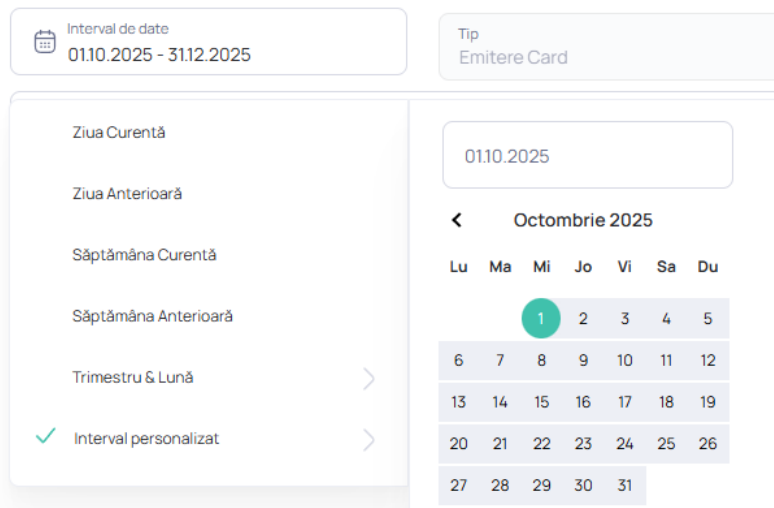 Interval de date
01.10.2025 - 31.12.2025
Tip
Emitere Card
Ziua Curentă
Ziua Anterioară
Săptămâna Curentă
Săptămâna Anterioară
Trimestru & Lună
Interval personalizat
01.10.2025
Octombrie 2025
Lu Ma Mi Jo Vi Sa Du
1 2 3 4 5
6 7 8 9 10 11 12
13 14 15 16 17 18 19
20 21 22 23 24 25 26
27 28 29 30 31